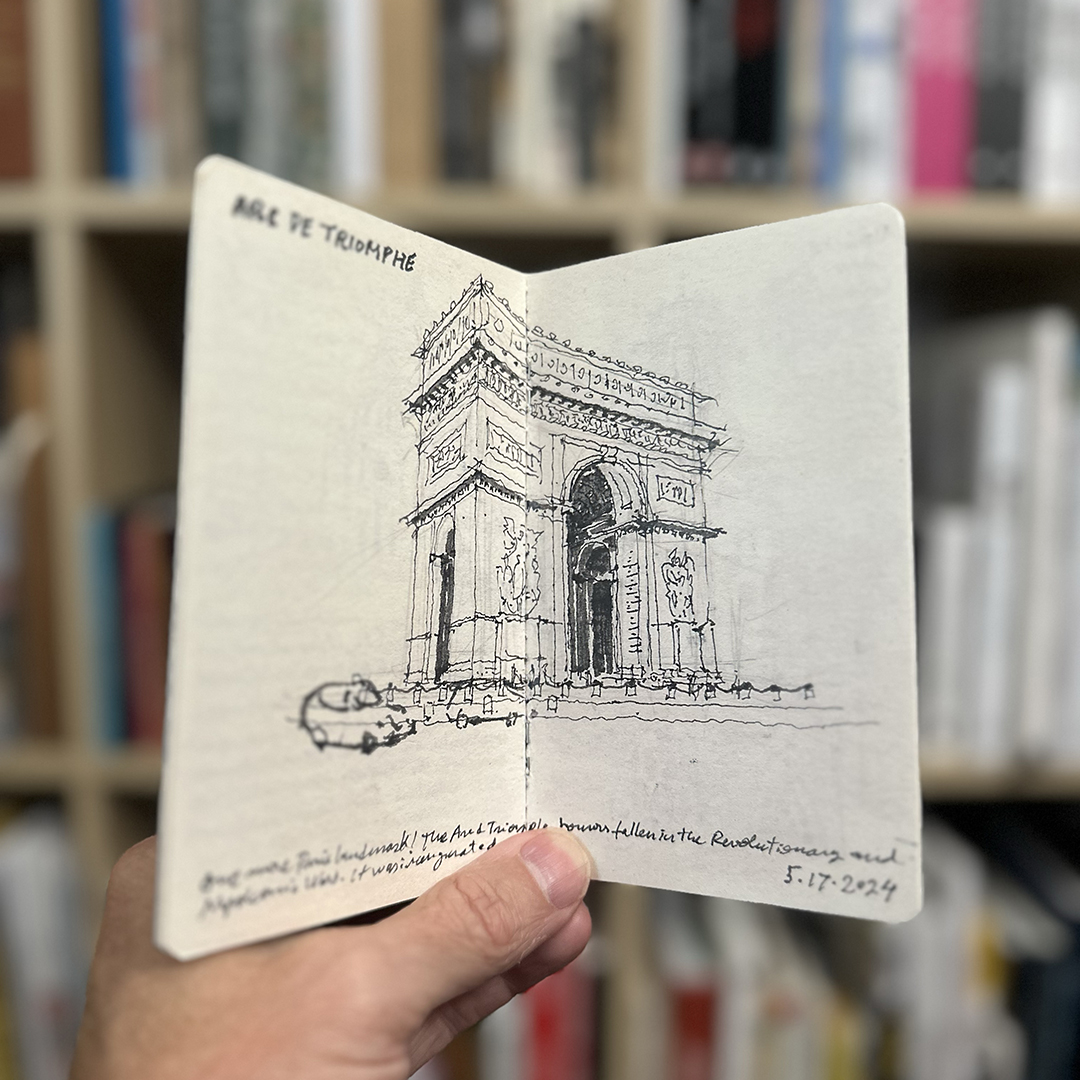 ARC DE TRIOMPHE
One more Paris landmark! The Arc d Triomphe honors fallen in the Revolutionary and
Napoleonic Wars. It was inaugurated
5.17.2024